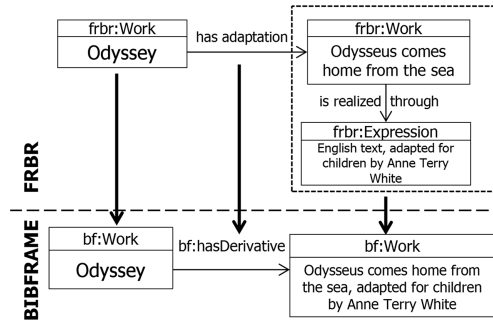 frbr:Work
Odyssey
has adaptation
frbr:Work
Odysseus comes
home from the sea
is realized through
frbr:Expression
English text, adapted for
children by Anne Terry
White
FRBR
BIBFRAME
bf:Work
Odyssey
bf:hasDerivative
bf:Work
Odysseus comes home from
the sea, adapted for children
by Anne Terry White